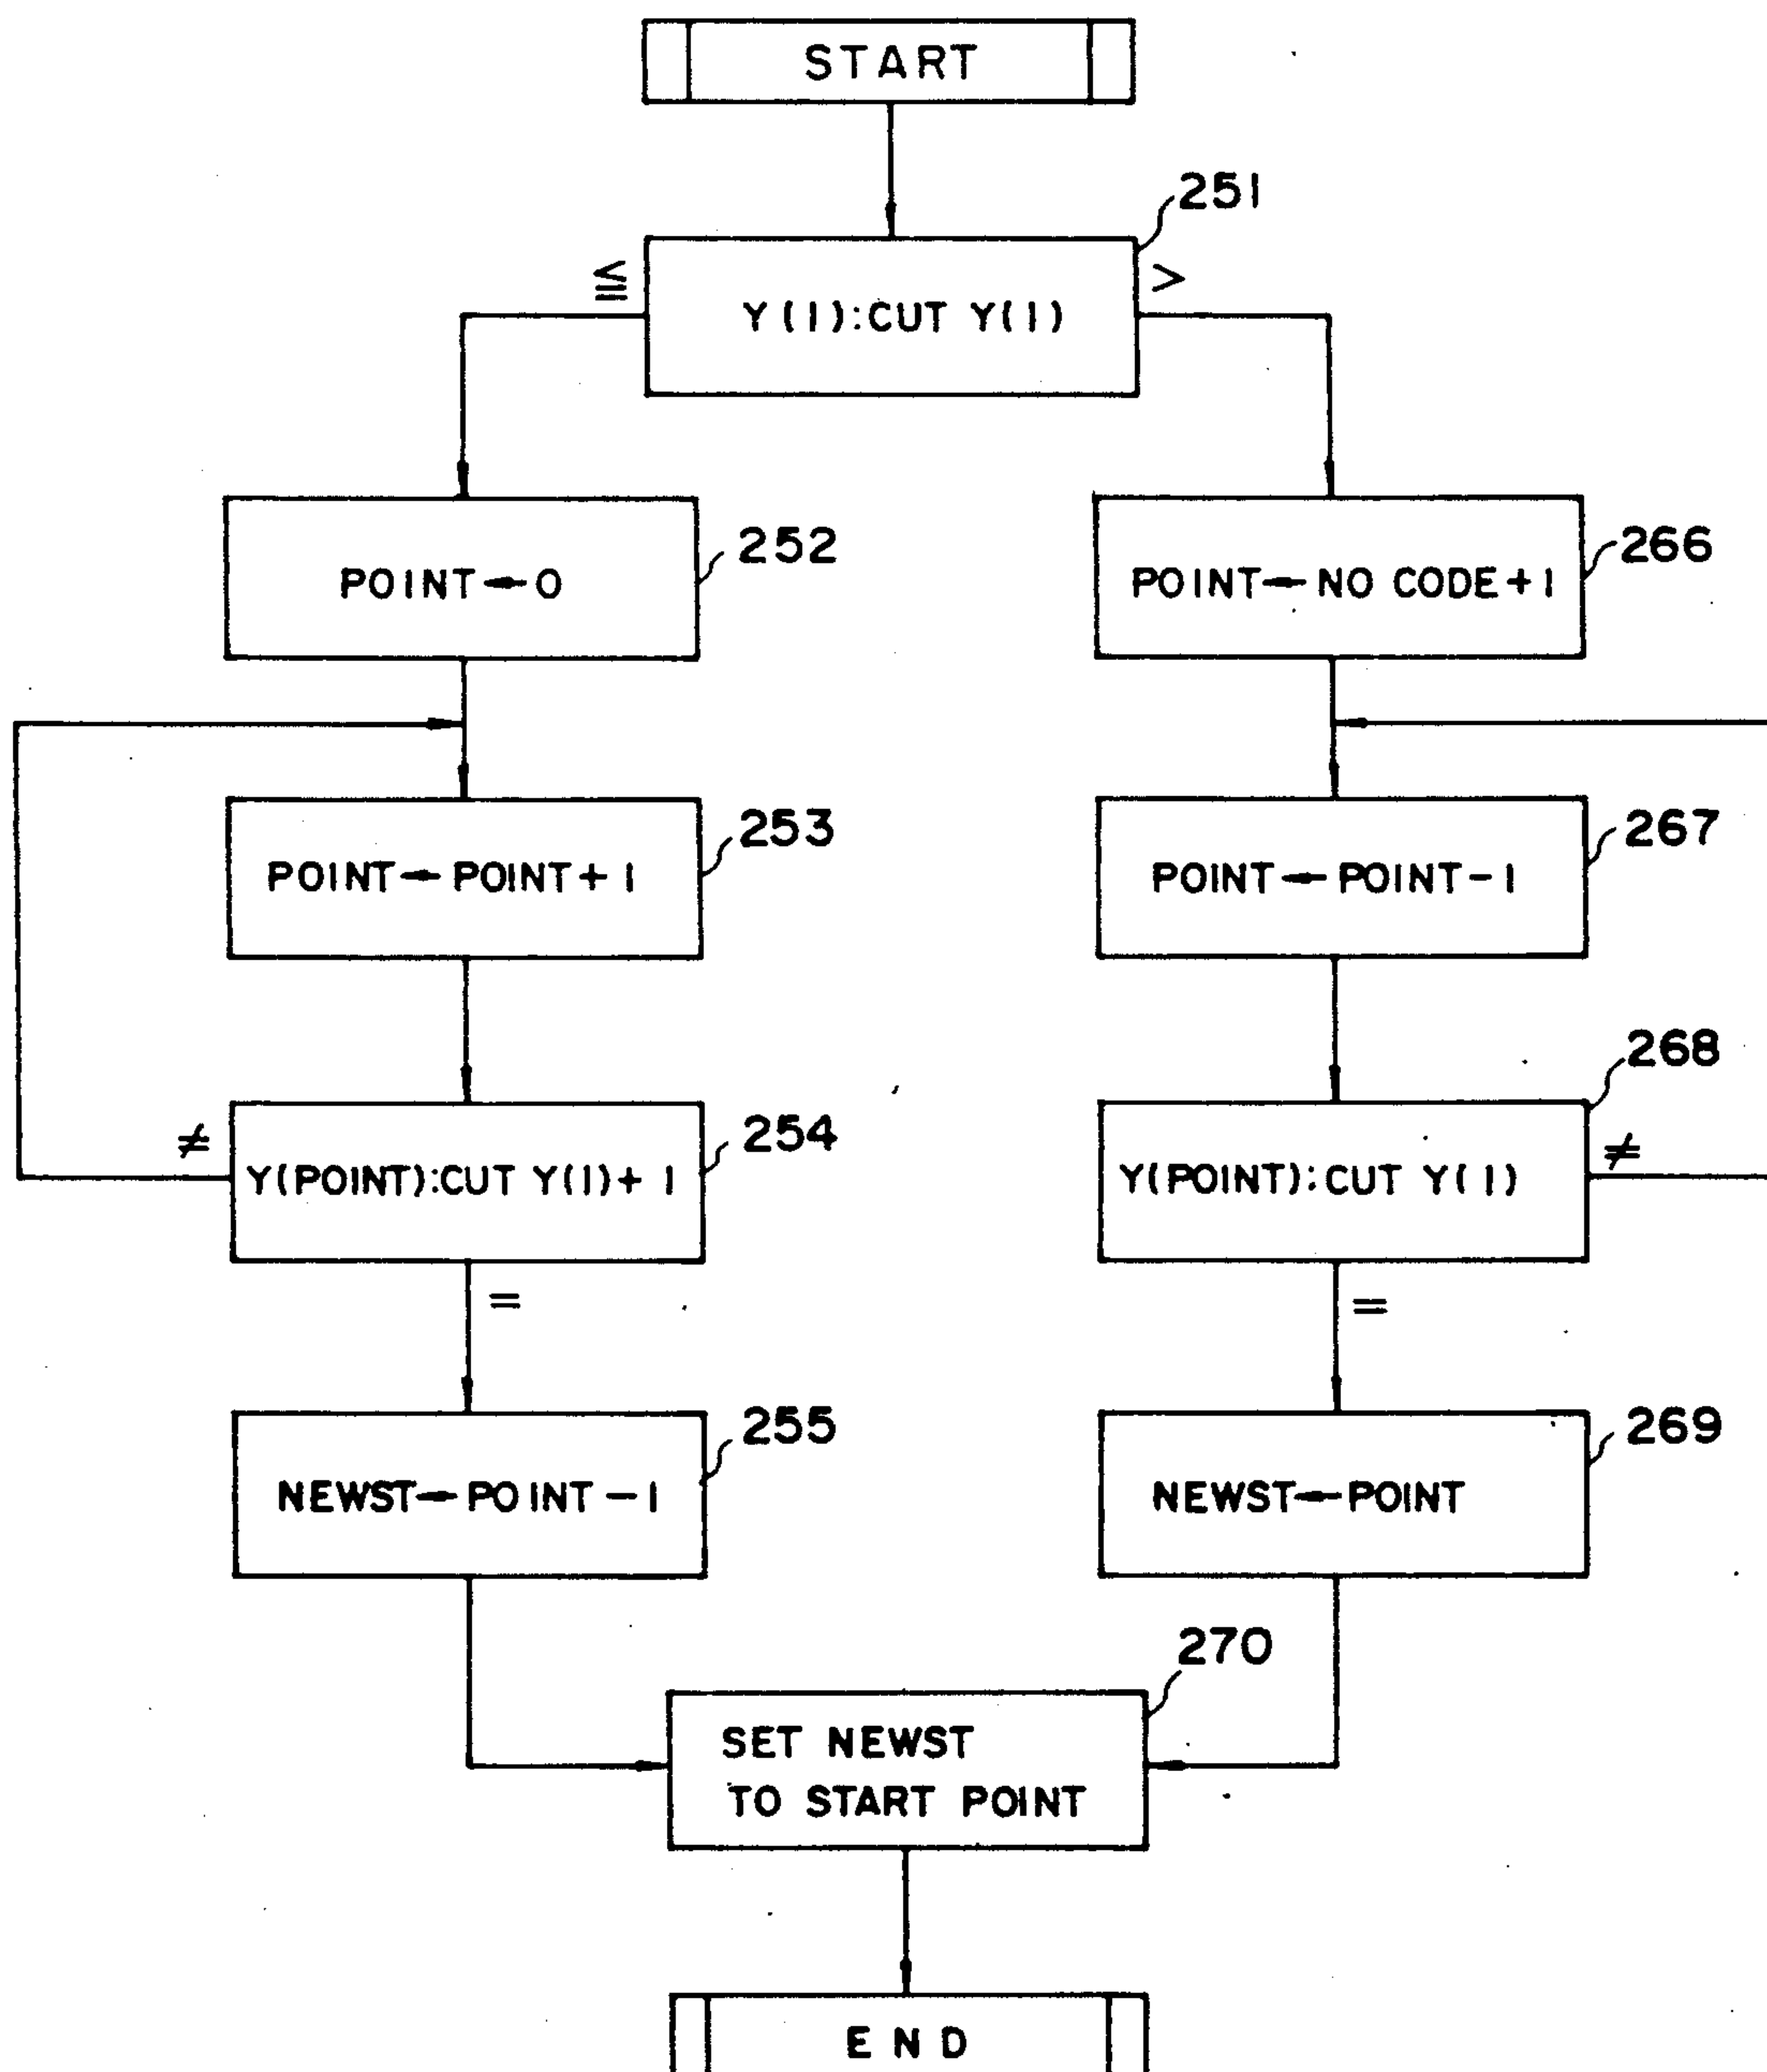 START
251
≦
>
Y(1):CUT Y(1)
252
POINT←0
266
POINT←NO CODE+1
253
POINT←POINT+1
267
POINT←POINT-1
254
≠
Y(POINT):CUT Y(1)+1
=
268
Y(POINT):CUT Y(1)
≠
=
255
NEWST←POINT-1
269
NEWST←POINT
270
SET NEWST
TO START POINT
END